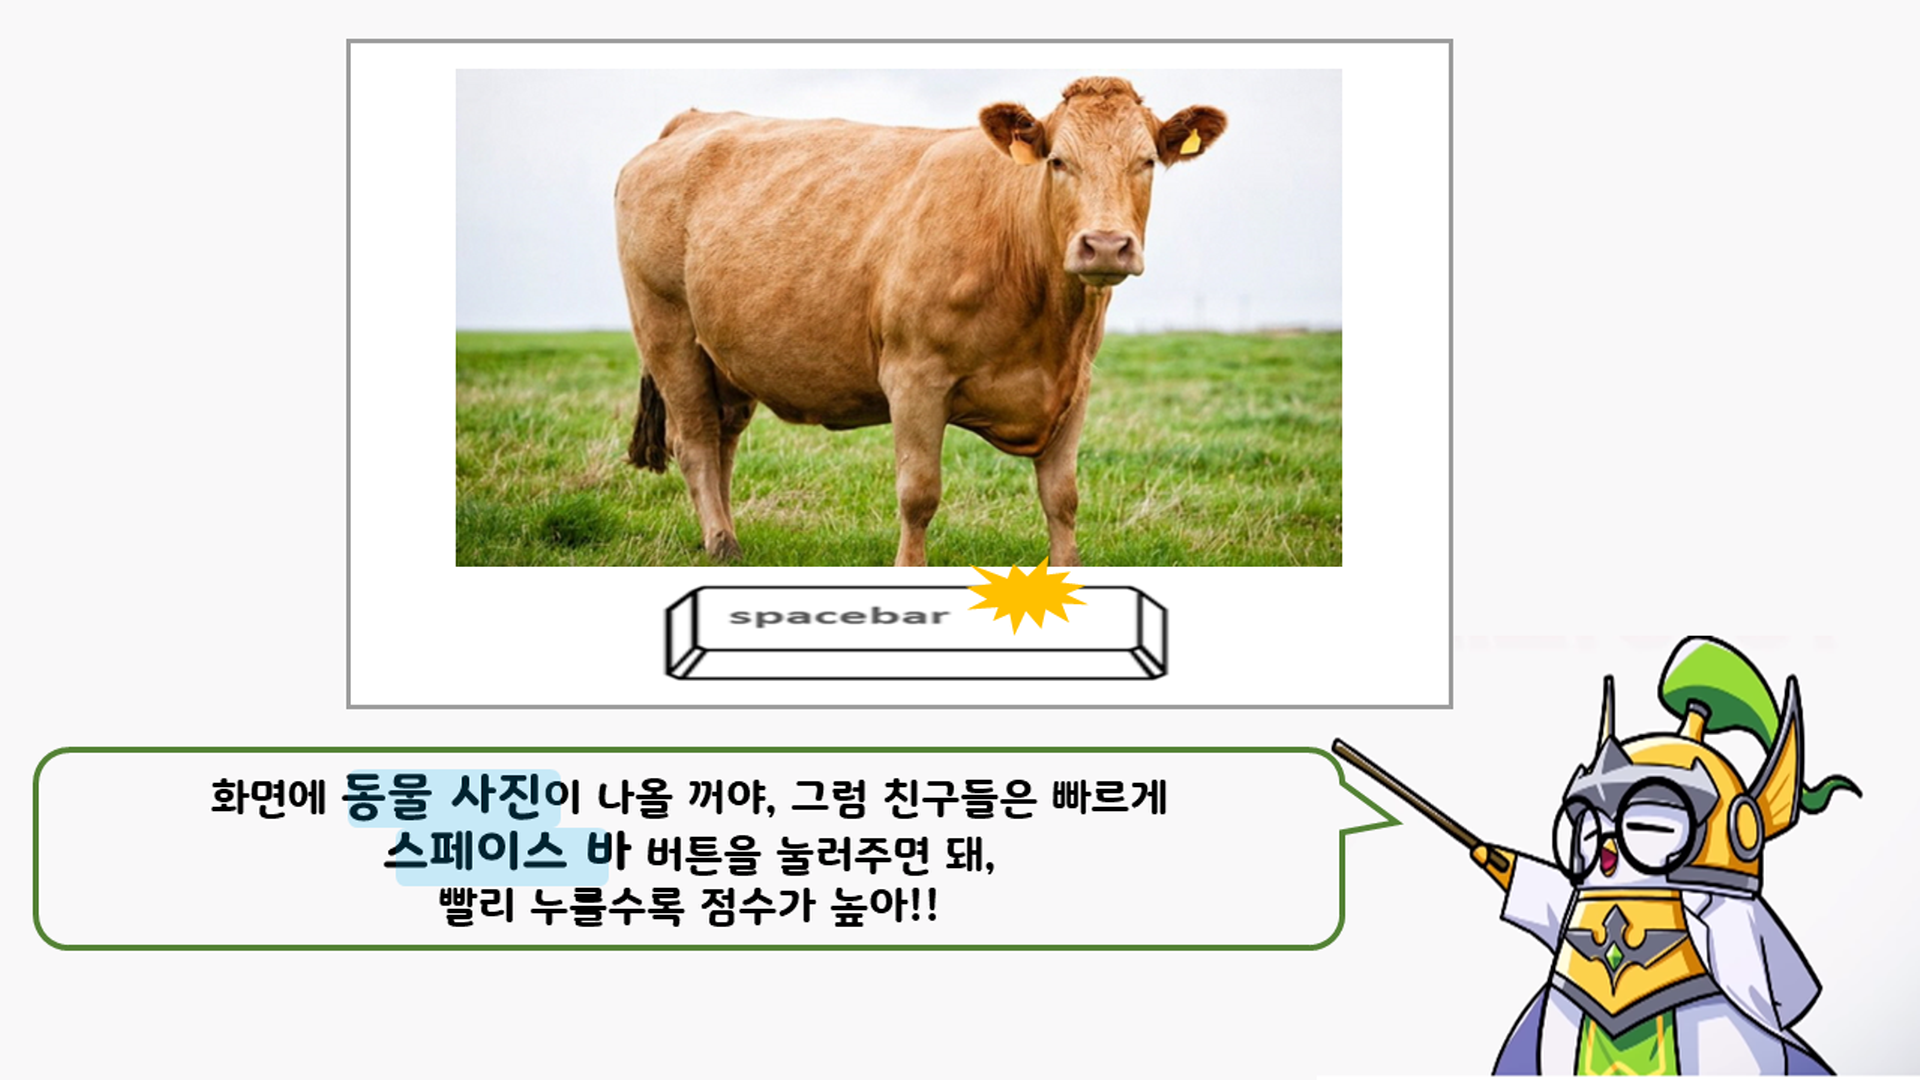 spacebar
화면에 동물 사진이 나올 꺼야, 그럼 친구들은 빠르게
스페이스 바 버튼을 눌러주면 돼,
빨리 누를수록 점수가 높아!!